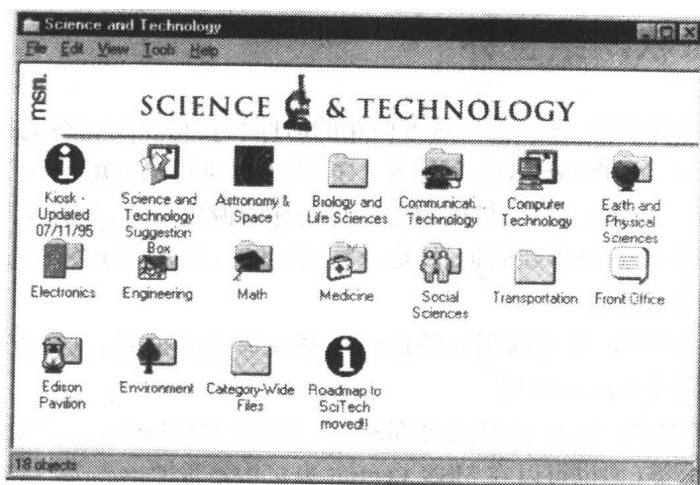 Science and Technology
File Edit View Tools Help
msn.
SCIENCE & TECHNOLOGY
Kiosk -
Updated
07/11/95
Science and
Technology
Suggestion
Box
Astronomy &
Space
Biology and
Life Sciences
Communicati...
Technology
Computer
Technology
Earth and
Physical
Sciences
Electronics
Engineering
Math
Medicine
Social
Sciences
Transportation
Front Office
Edison
Pavilion
Environment
Category-Wide
Files
Roadmap to
SciTech
moved!!
18 objects